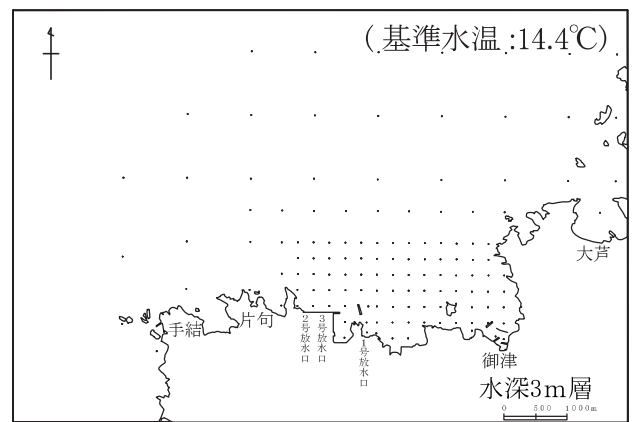 (基準水温:14.4℃)
大芦
手結
片句
2号放水口
3号放水口
1号放水口
御津
水深3m層
0 500 1000m